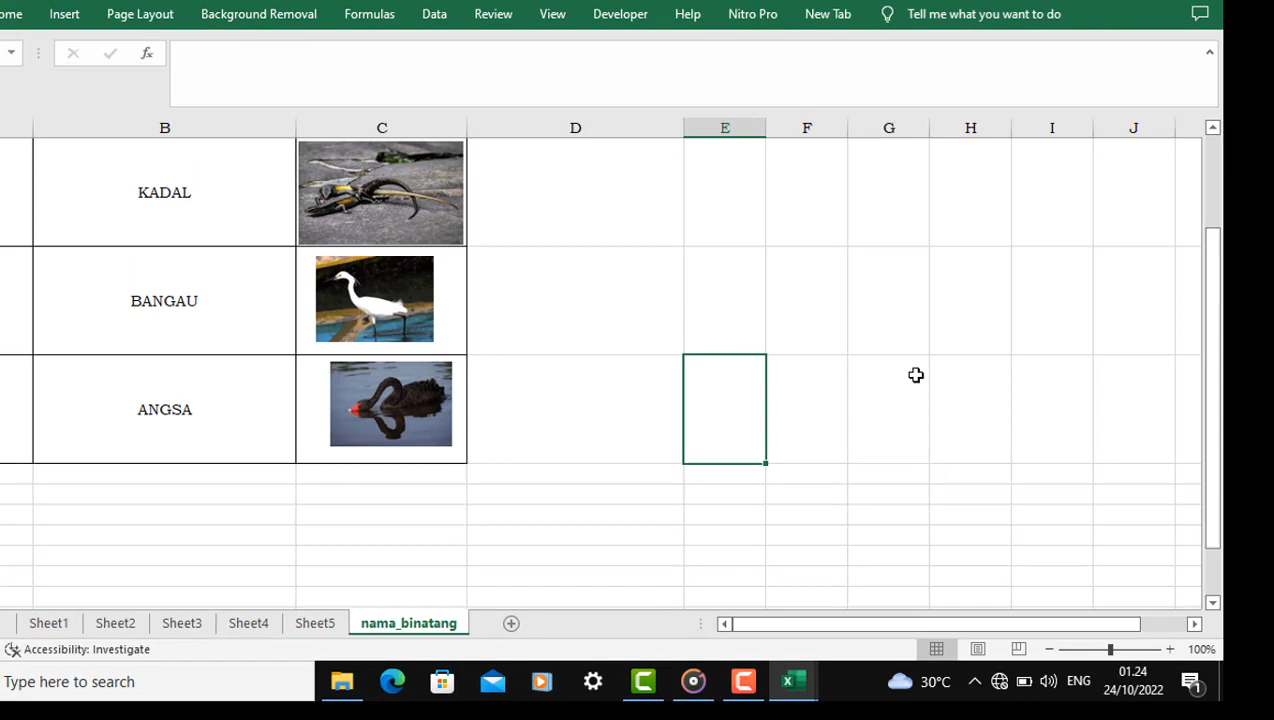 ome Insert Page Layout Background Removal Formulas Data Review View Developer Help Nitro Pro New Tab Tell me what you want to do
fx
B C D E F G H I J
KADAL
BANGAU
ANGSA
Sheet1 Sheet2 Sheet3 Sheet4 Sheet5 nama_binatang
Accessibility: Investigate 100%
Type here to search 30°C ENG 01.24
24/10/2022 1